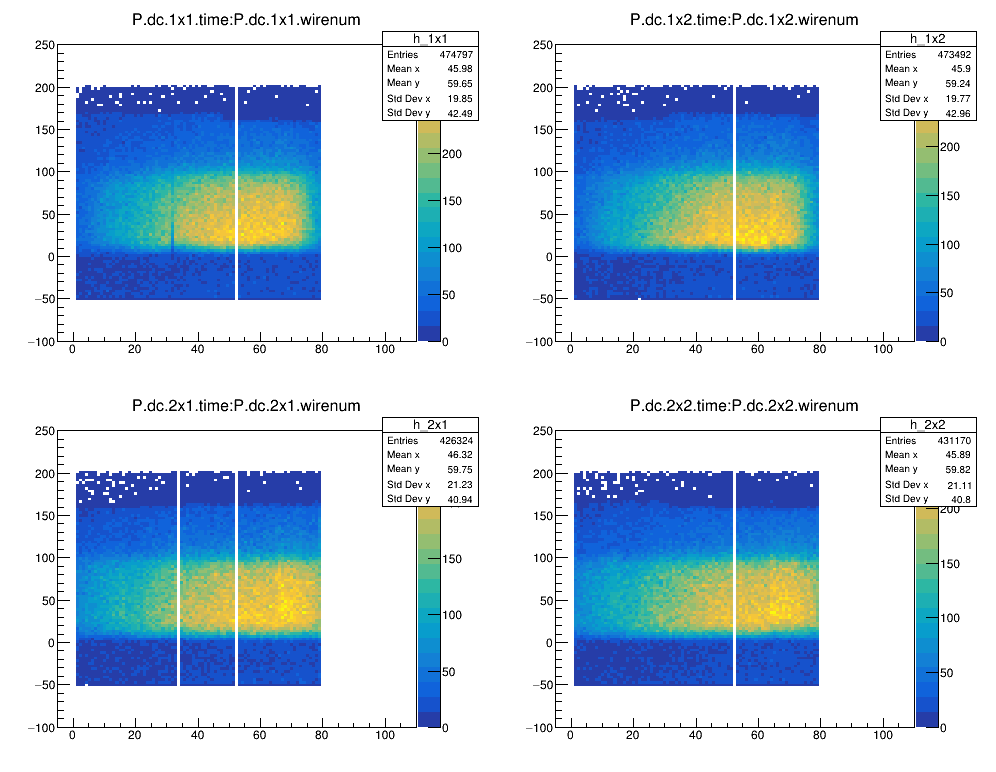 P.dc.1x1.time:P.dc.1x1.wirenum
h_1x1
Entries 474797
Mean x 45.98
Mean y 59.65
Std Dev x 19.85
Std Dev y 42.49
250
200
150
100
50
0
−50
−100
0 20 40 60 80 100
200
150
100
50
0
P.dc.1x2.time:P.dc.1x2.wirenum
h_1x2
Entries 473492
Mean x 45.9
Mean y 59.24
Std Dev x 19.77
Std Dev y 42.96
250
200
150
100
50
0
−50
−100
0 20 40 60 80 100
200
150
100
50
0
P.dc.2x1.time:P.dc.2x1.wirenum
h_2x1
Entries 426324
Mean x 46.32
Mean y 59.75
Std Dev x 21.23
Std Dev y 40.94
250
200
150
100
50
0
−50
−100
0 20 40 60 80 100
150
100
50
0
P.dc.2x2.time:P.dc.2x2.wirenum
h_2x2
Entries 431170
Mean x 45.89
Mean y 59.82
Std Dev x 21.11
Std Dev y 40.8
250
200
150
100
50
0
−50
−100
0 20 40 60 80 100
200
150
100
50
0